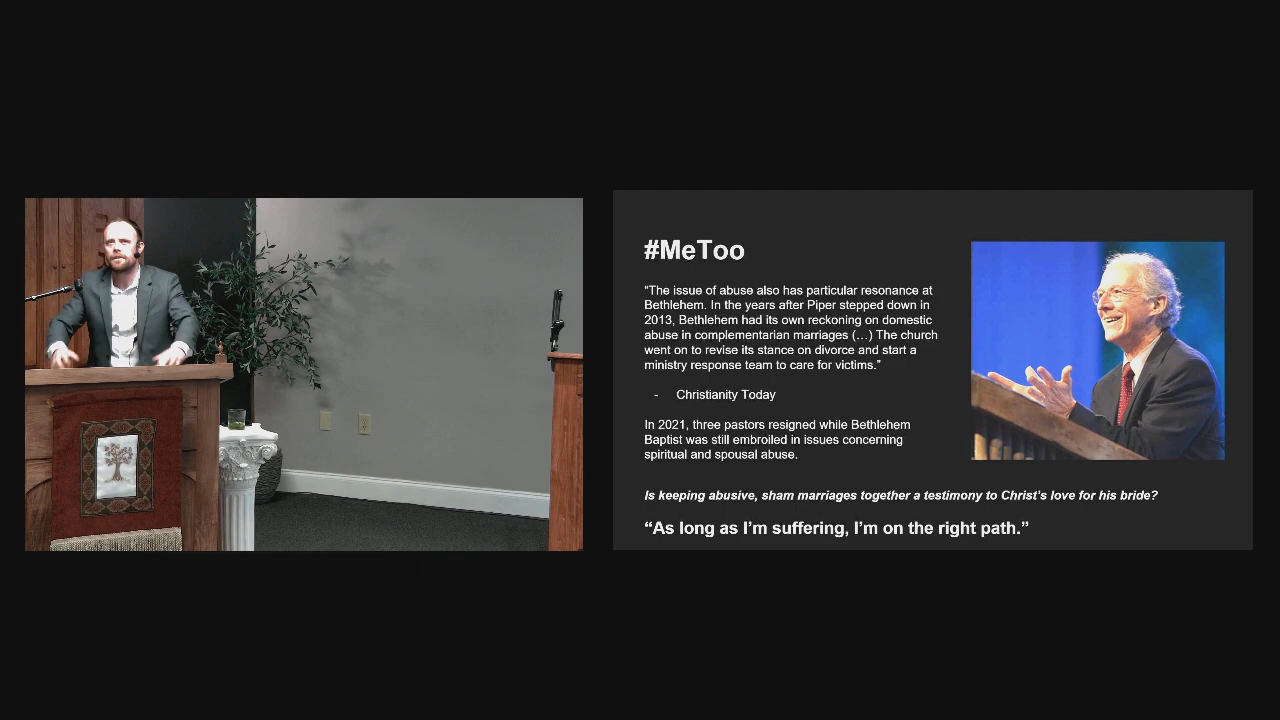 #MeToo
“The issue of abuse also has particular resonance at
Bethlehem. In the years after Piper stepped down in
2013, Bethlehem had its own reckoning on domestic
abuse in complementarian marriages (…) The church
went on to revise its stance on divorce and start a
ministry response team to care for victims.”
- Christianity Today
In 2021, three pastors resigned while Bethlehem
Baptist was still embroiled in issues concerning
spiritual and spousal abuse.
Is keeping abusive, sham marriages together a testimony to Christ’s love for his bride?
“As long as I’m suffering, I’m on the right path.”